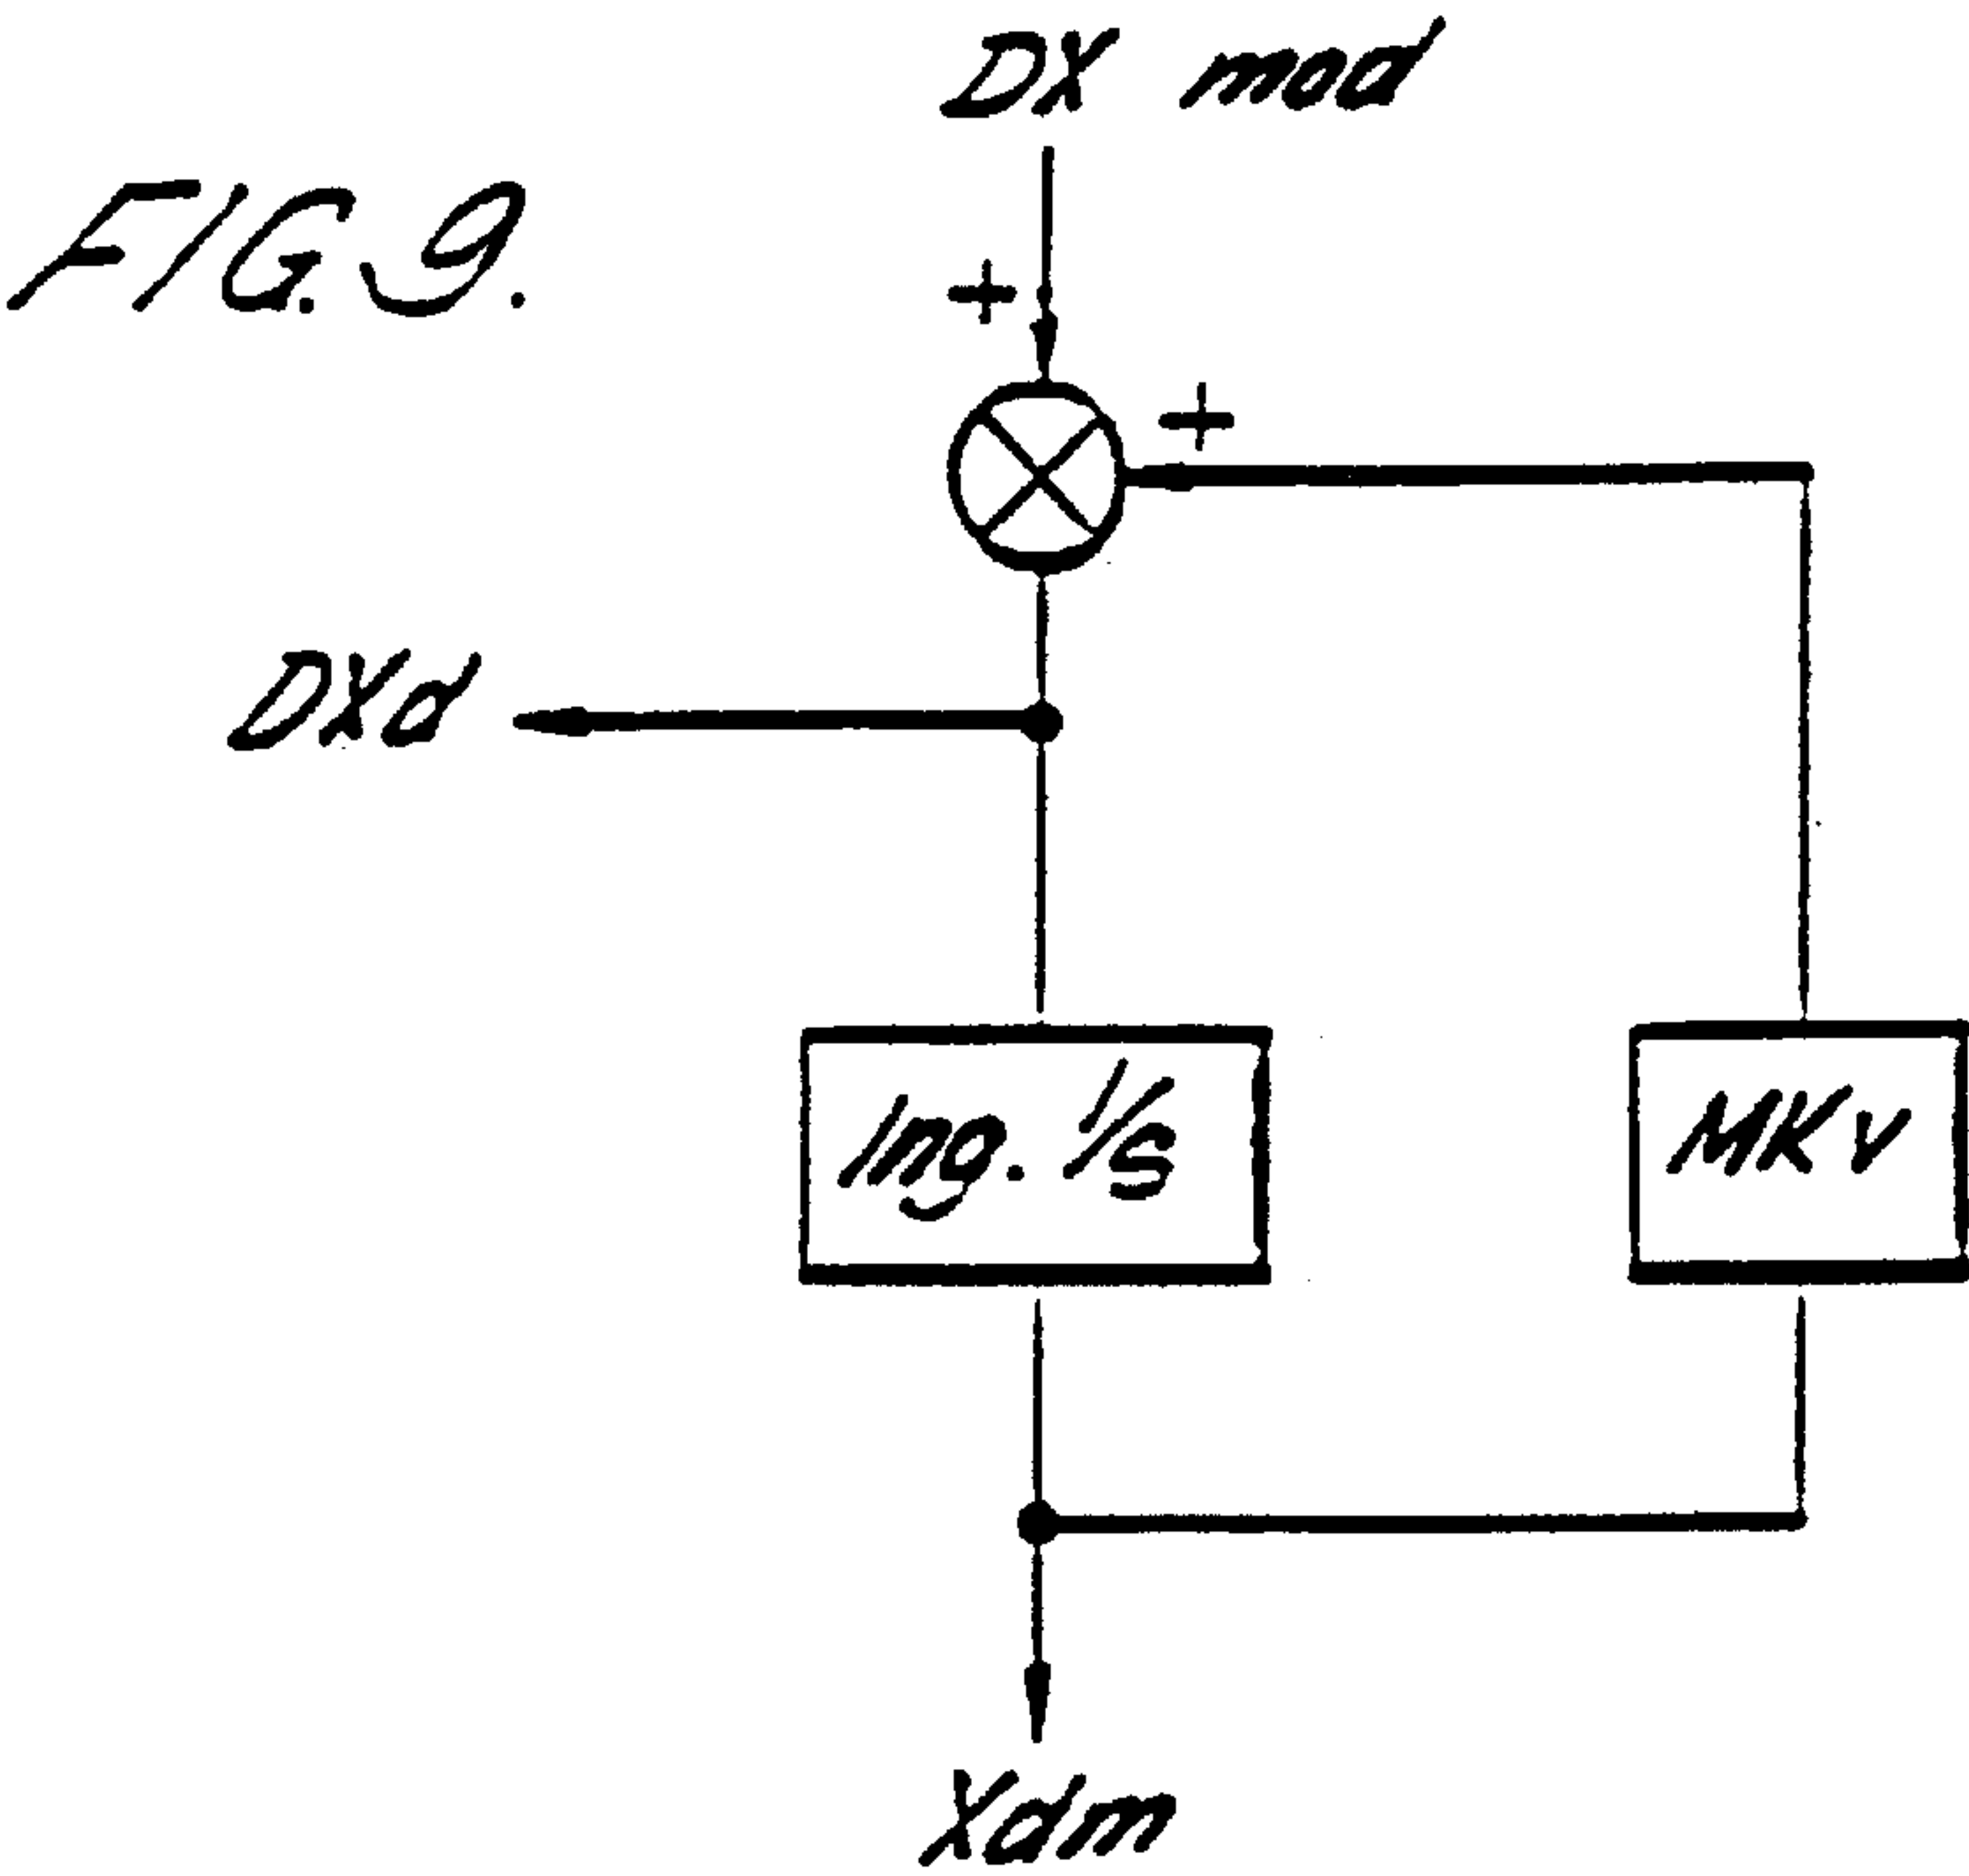 DX mod
FIG. 9.
+
+
DXd
Ing. 1/s
MKv
Xdm